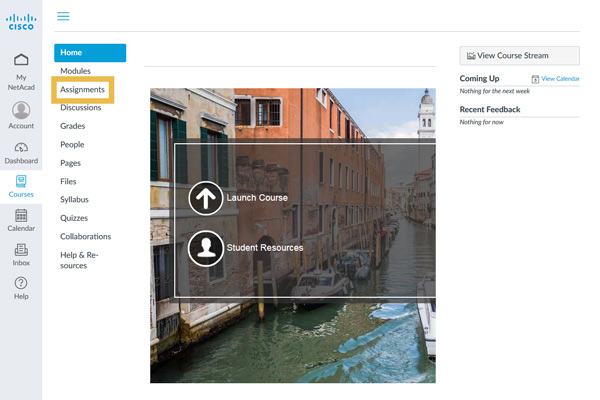 CISCO
My
NetAcad
Account
Dashboard
Courses
Calendar
Inbox
Help
Home
Modules
Assignments
Discussions
Grades
People
Pages
Files
Syllabus
Quizzes
Collaborations
Help & Re-
sources
Launch Course
Student Resources
View Course Stream
Coming Up
View Calendar
Nothing for the next week
Recent Feedback
Nothing for now